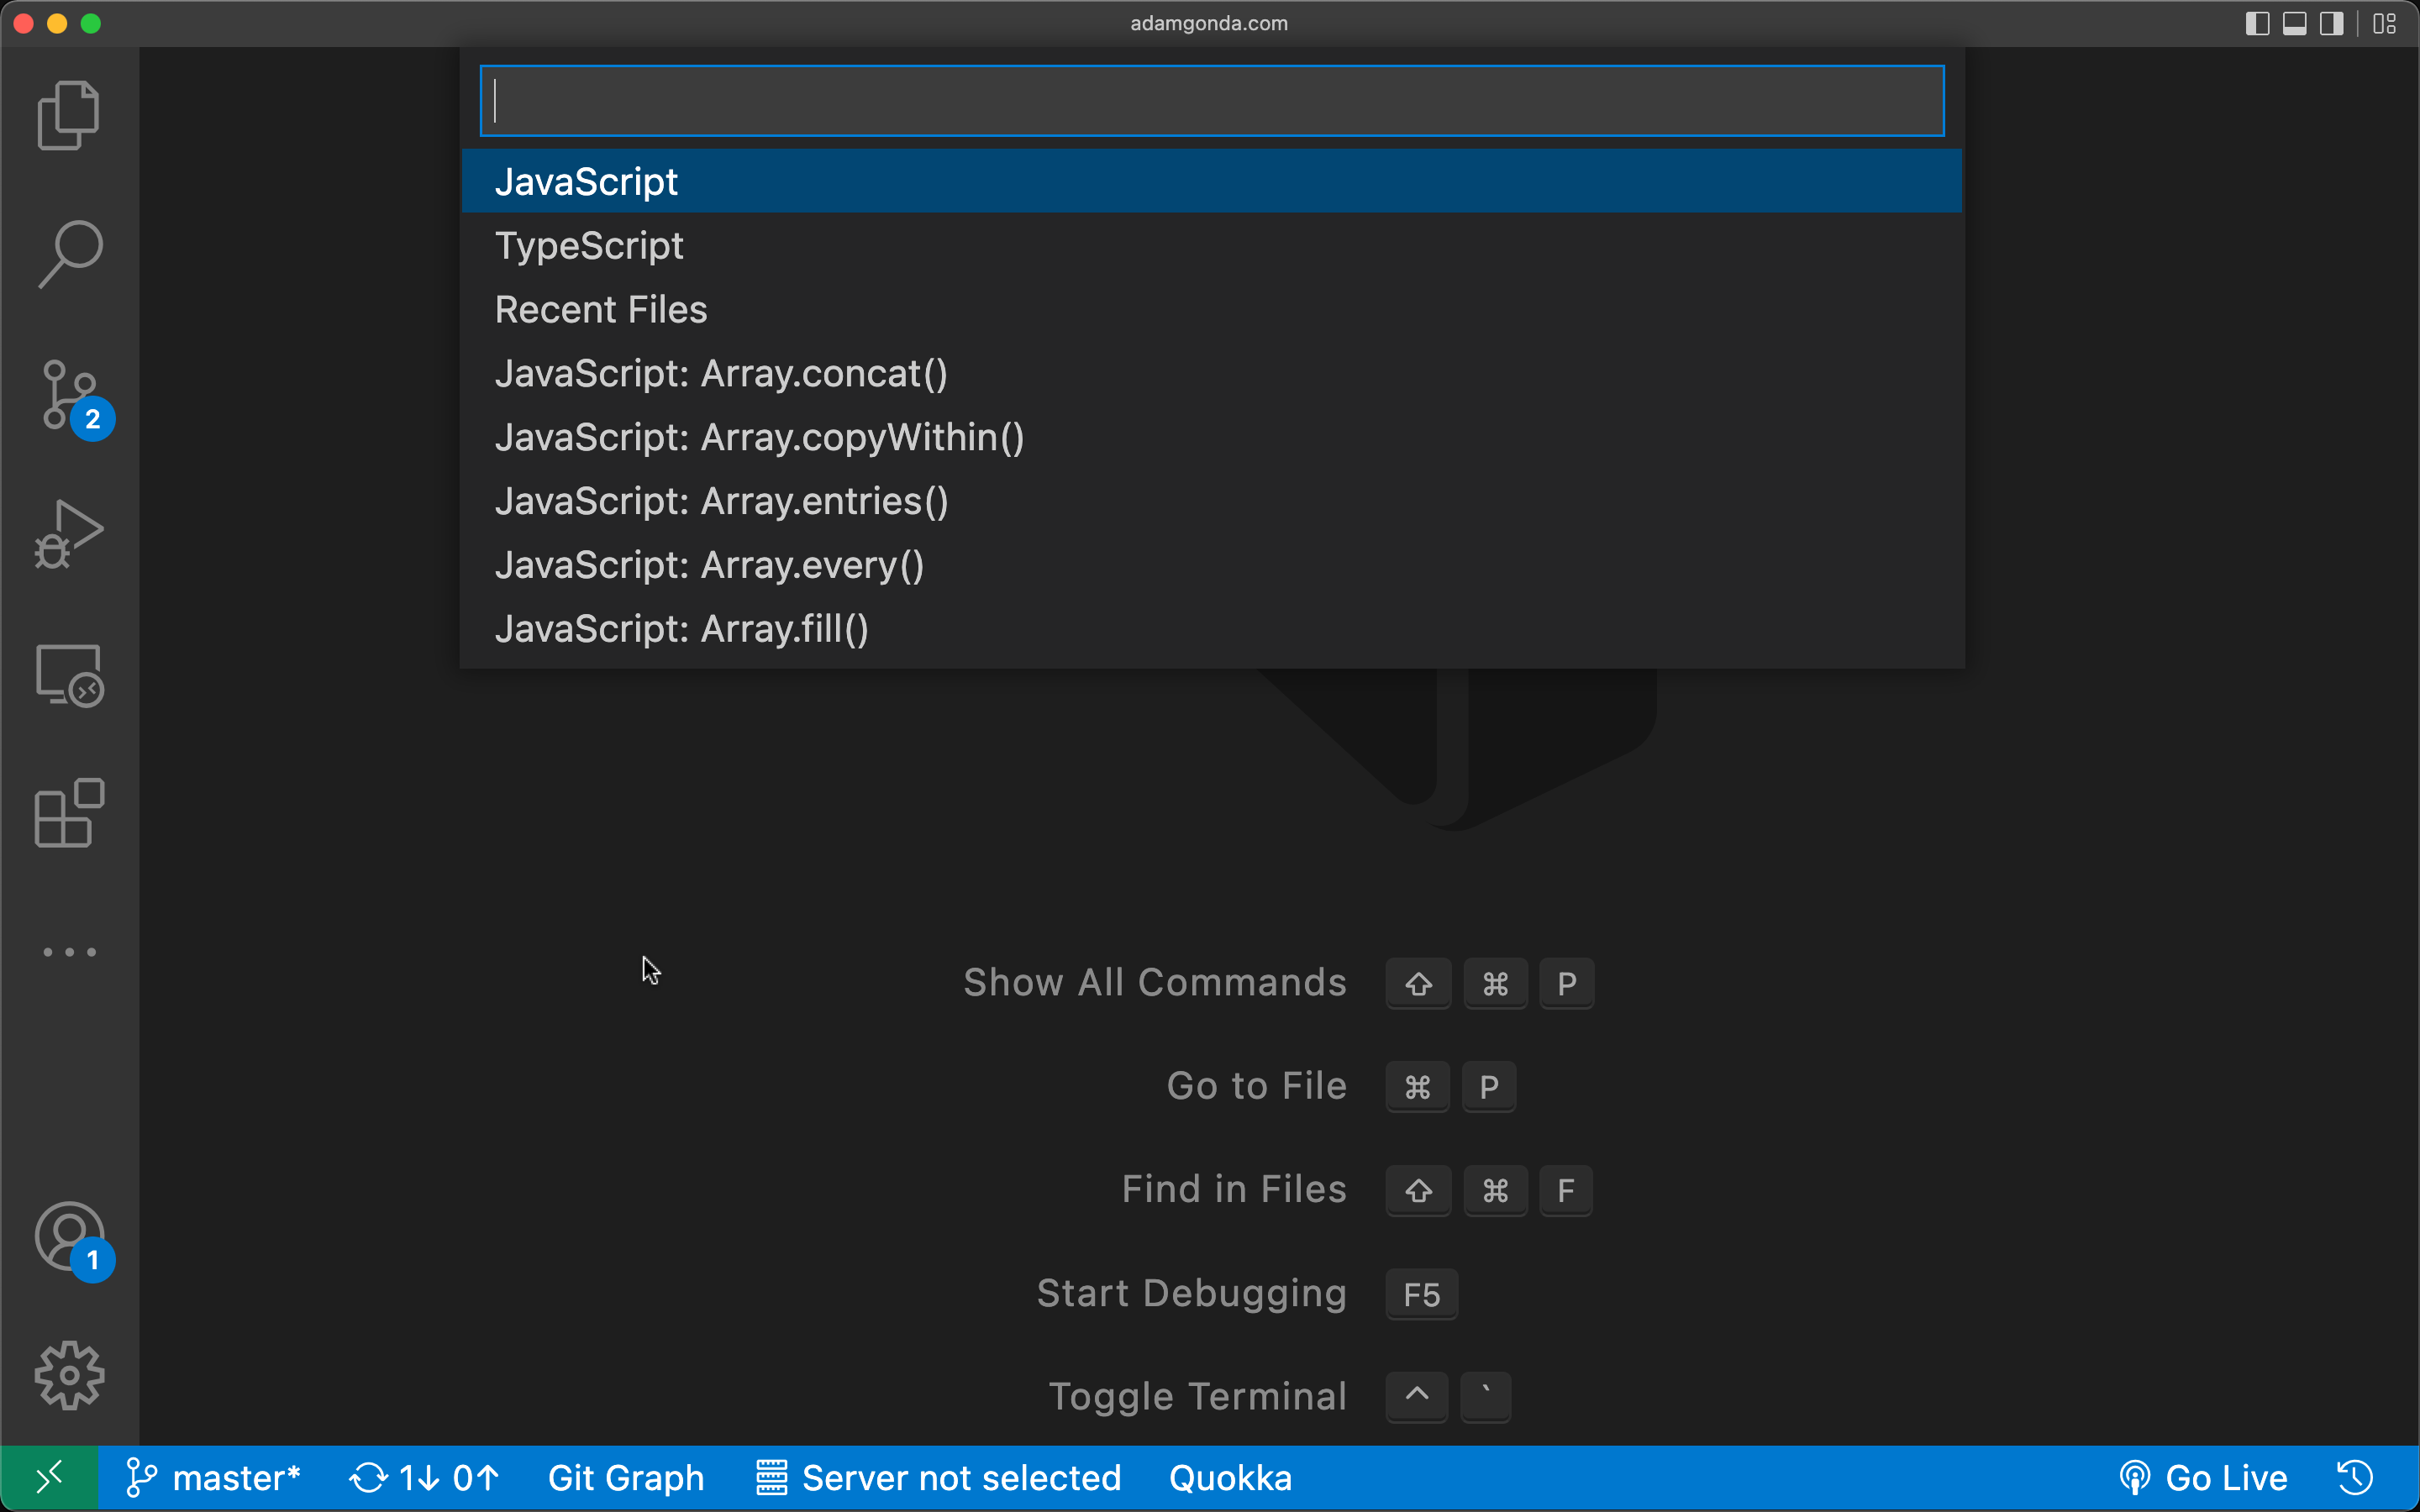 adamgonda.com
JavaScript
TypeScript
Recent Files
JavaScript: Array.concat()
JavaScript: Array.copyWithin()
JavaScript: Array.entries()
JavaScript: Array.every()
JavaScript: Array.fill()
2
Show All Commands ⇧ ⌘ P
Go to File ⌘ P
Find in Files ⇧ ⌘ F
1
Start Debugging F5
Toggle Terminal ^ `
master* 1↓ 0↑ Git Graph Server not selected Quokka Go Live